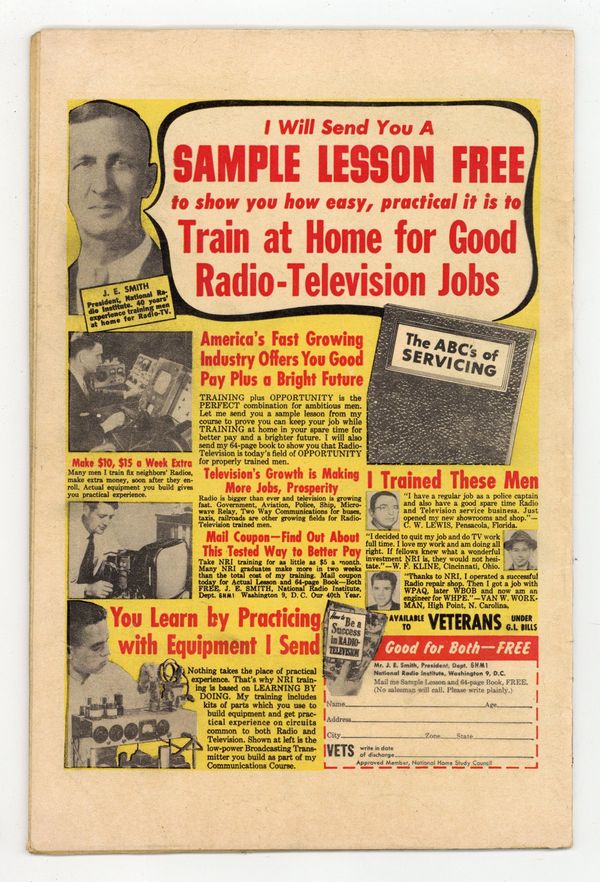 I Will Send You A
SAMPLE LESSON FREE
to show you how easy, practical it is to
Train at Home for Good
Radio-Television Jobs
J. E. SMITH
President, National Ra-
dio Institute. 40 years'
experience training men
at home for Radio-TV.
America's Fast Growing
Industry Offers You Good
Pay Plus a Bright Future
TRAINING plus OPPORTUNITY is the
PERFECT combination for ambitious men.
Let me send you a sample lesson from my
course to prove you can keep your job while
TRAINING at home in your spare time for
better pay and a brighter future. I will also
send my 64-page book to show you that Radio-
Television is today's field of OPPORTUNITY
for properly trained men.
The ABC's of
SERVICING
Make $10, $15 a Week Extra
Many men I train fix neighbors' Radios,
make extra money, soon after they en-
roll. Actual equipment you build gives
you practical experience.
Television's Growth is Making
More Jobs, Prosperity
Radio is bigger than ever and television is growing
fast. Government, Aviation, Police, Ship, Micro-
wave Relay, Two Way Communications for buses,
taxis, railroads are other growing fields for Radio-
Television trained men.
Mail Coupon—Find Out About
This Tested Way to Better Pay
Take NRI training for as little as $5 a month.
Many NRI graduates make more in two weeks
than the total cost of my training. Mail coupon
today for Actual Lesson and 64-page Book—Both
FREE, J. E. SMITH, National Radio Institute,
Dept. 6HM1 Washington 9, D.C. Our 40th Year.
I Trained These Men
"I have a regular job as a police captain
and also have a good spare time Radio
and Television service business. Just
opened my new showrooms and shop."—
C. W. LEWIS, Pensacola, Florida.
"I decided to quit my job and do TV work
full time. I love my work and am doing all
right. If fellows knew what a wonderful
investment NRI is, they would not hesi-
tate."—W. F. KLINE, Cincinnati, Ohio.
"Thanks to NRI, I operated a successful
Radio repair shop. Then I got a job with
WPAQ, later WBOB and now am an
engineer for WHPE."—VAN W. WORK-
MAN, High Point, N. Carolina.
You Learn by Practicing
with Equipment I Send
Nothing takes the place of practical
experience. That's why NRI train-
ing is based on LEARNING BY
DOING. My training includes
kits of parts which you use to
build equipment and get prac-
tical experience on circuits
common to both Radio and
Television. Shown at left is the
low-power Broadcasting Trans-
mitter you build as part of my
Communications Course.
How to
Be a
Success
in RADIO-
TELEVISION
AVAILABLE TO VETERANS UNDER G.I. BILLS
Good for Both—FREE
Mr. J. E. Smith, President, Dept. 6HM1
National Radio Institute, Washington 9, D.C.
Mail me Sample Lesson and 64-page Book, FREE.
(No salesman will call. Please write plainly.)
Name Age
Address
City Zone State
VETS write in date of discharge
Approved Member, National Home Study Council